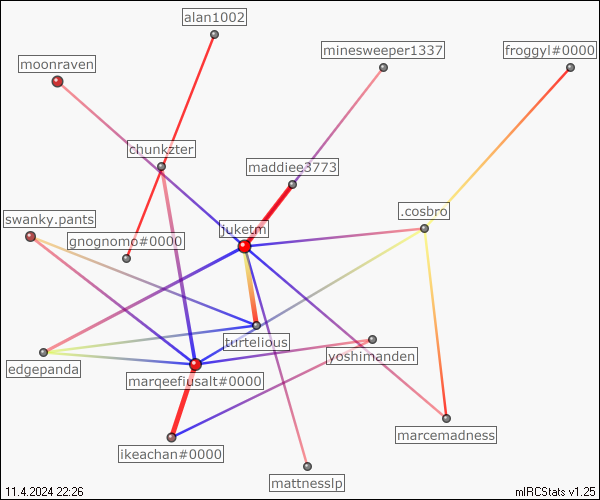 alan1002
minesweeper1337
froggyl#0000
moonraven
chunkzter
maddiee3773
swanky.pants
.cosbro
juketm
gnognomo#0000
turtelious
yoshimanden
edgepanda
marqeefiusalt#0000
marcemadness
ikeachan#0000
mattnesslp
11.4.2024 22:26
mIRCStats v1.25